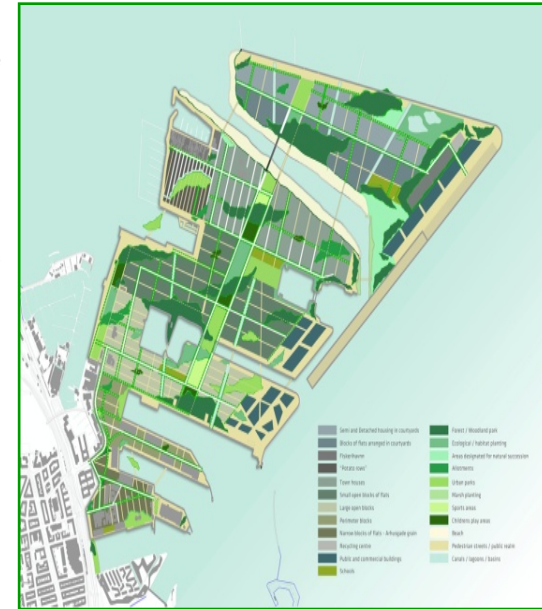 Semi and Detached housing in courtyards
Blocks of flats arranged in courtyards
Fiskerihavns
"Potato rows"
Town houses
Small open blocks of flats
Large open blocks
Perimeter blocks
Narrow blocks of flats - Århusgade grain
Recycling centre
Public and commercial buildings
Schools
Forest / Woodland park
Ecological / habitat planting
Areas designated for natural succession
Allotments
Urban parks
Marsh planting
Sports areas
Childrens play areas
Beach
Pedestrian streets / public realm
Canals / lagoons / basins